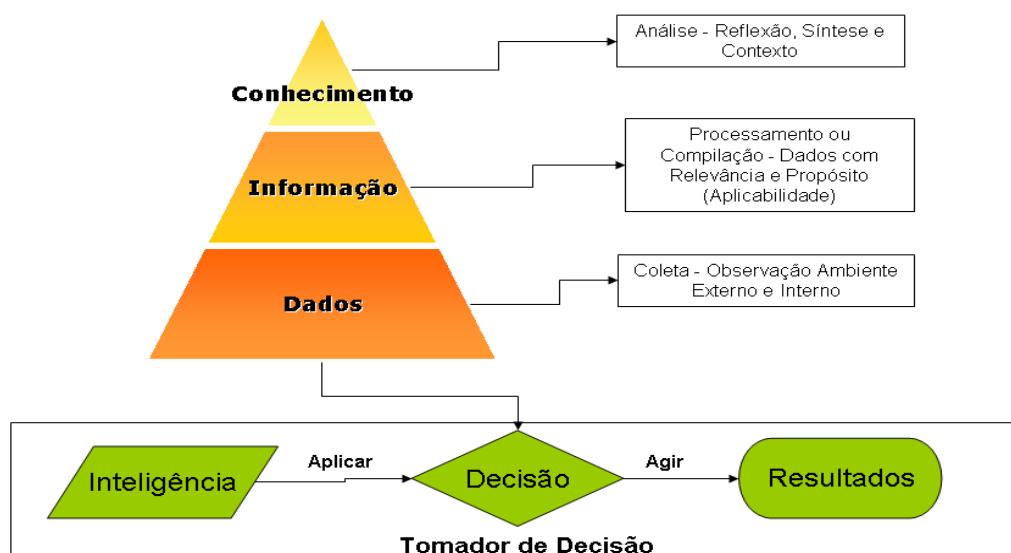 Conhecimento
Análise - Reflexão, Síntese e
Contexto
Informação
Processamento ou
Compilação - Dados com
Relevância e Propósito
(Aplicabilidade)
Dados
Coleta - Observação Ambiente
Externo e Interno
Inteligência
Aplicar
Decisão
Agir
Resultados
Tomador de Decisão